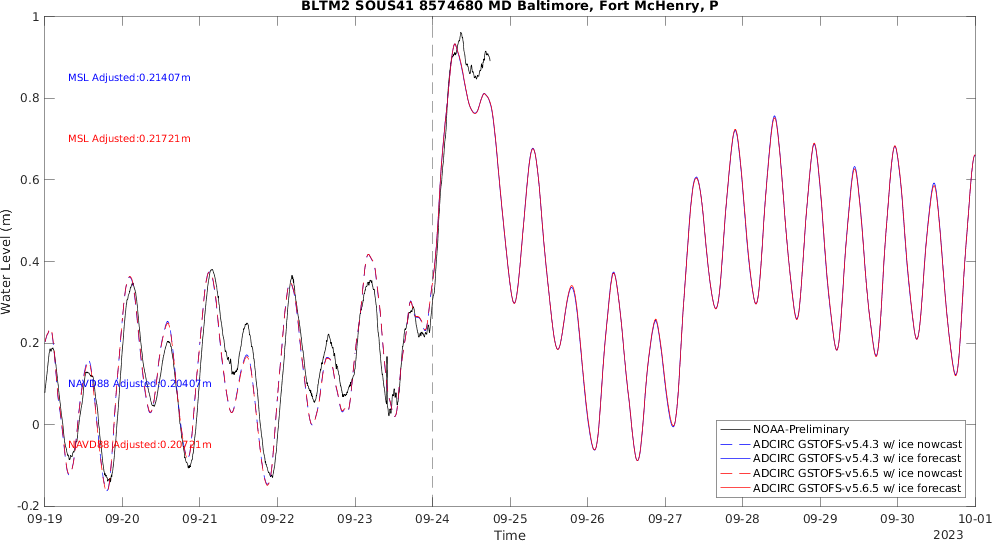 BLTM2 SOUS41 8574680 MD Baltimore, Fort McHenry, P
1
0.8
0.6
0.4
0.2
0
-0.2
Water Level (m)
MSL Adjusted:0.21407m
MSL Adjusted:0.21721m
NAVD88 Adjusted:0.20407m
NAVD88 Adjusted:0.20721m
NOAA-Preliminary
ADCIRC GSTOFS-v5.4.3 w/ ice nowcast
ADCIRC GSTOFS-v5.4.3 w/ ice forecast
ADCIRC GSTOFS-v5.6.5 w/ ice nowcast
ADCIRC GSTOFS-v5.6.5 w/ ice forecast
09-19 09-20 09-21 09-22 09-23 09-24 09-25 09-26 09-27 09-28 09-29 09-30 10-01
Time
2023